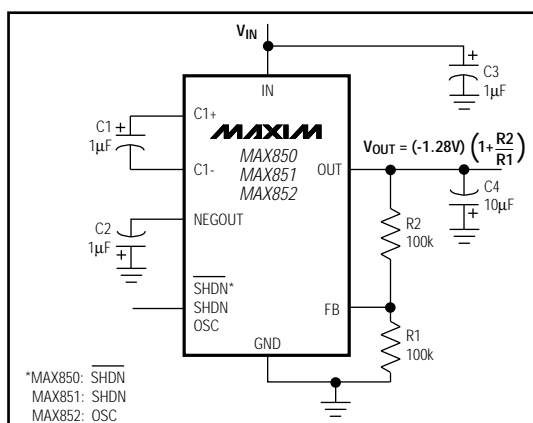 VIN
C3
1µF
IN
C1+
C1
1µF
MAXIM
MAX850
MAX851
MAX852
C1-
OUT
VOUT = (-1.28V) (1+R2/R1)
C4
10µF
C2
1µF
NEGOUT
R2
100k
SHDN*
SHDN
OSC
FB
GND
R1
100k
*MAX850: SHDN
MAX851: SHDN
MAX852: OSC